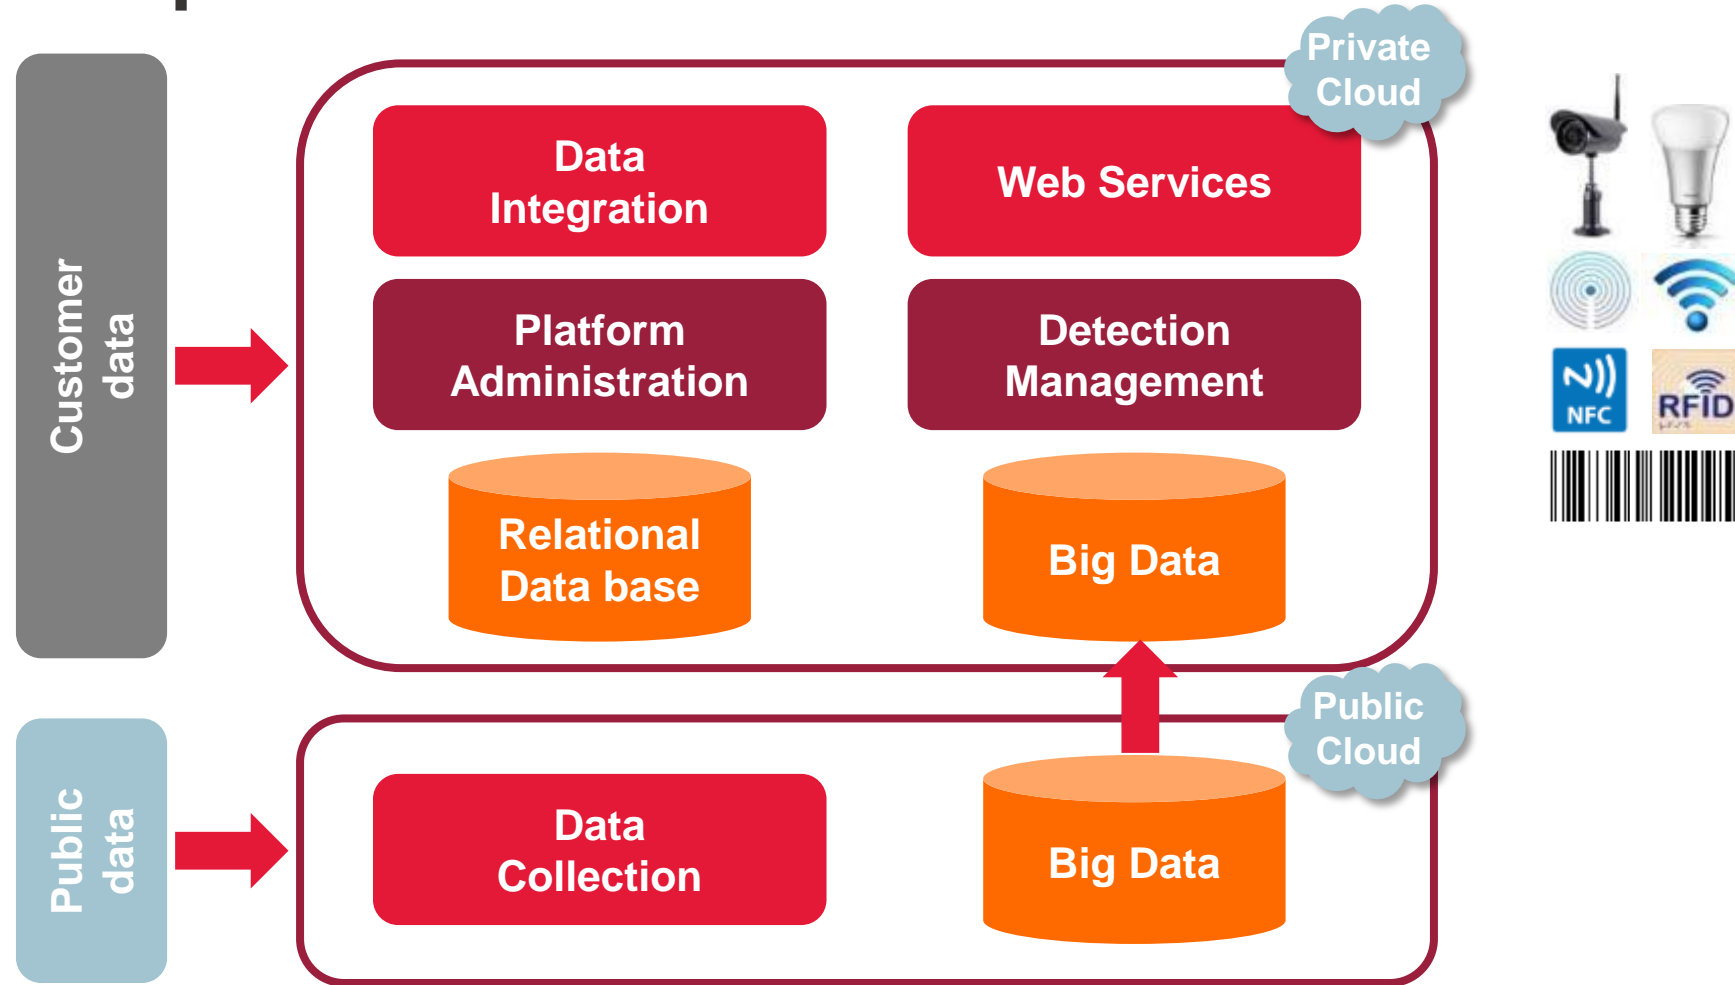 Private
Cloud
Customer
data
Data
Integration
Web Services
Platform
Administration
Detection
Management
NFC
RFID
Relational
Data base
Big Data
Public
Cloud
Public
data
Data
Collection
Big Data